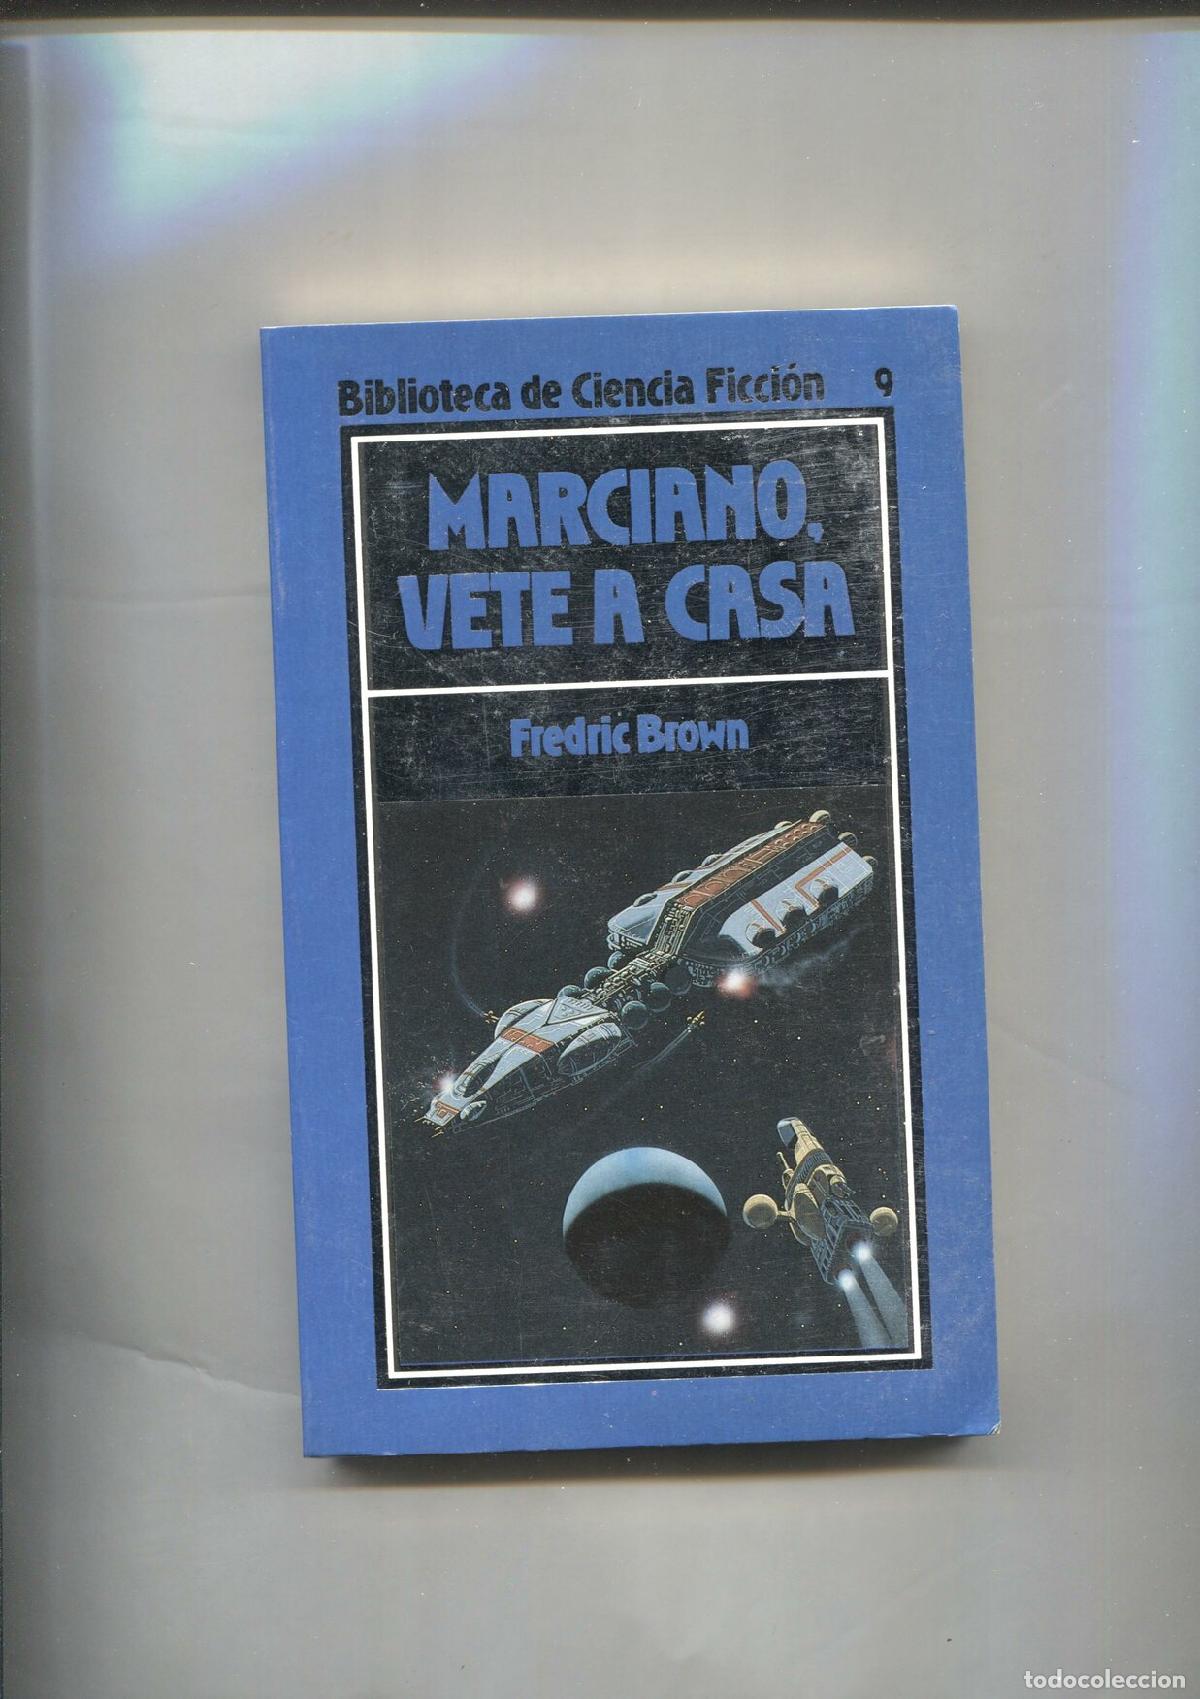 Biblioteca de Ciencia Ficción 9
MARCIANO,
VETE A CASA
Fredric Brown
todocoleccion